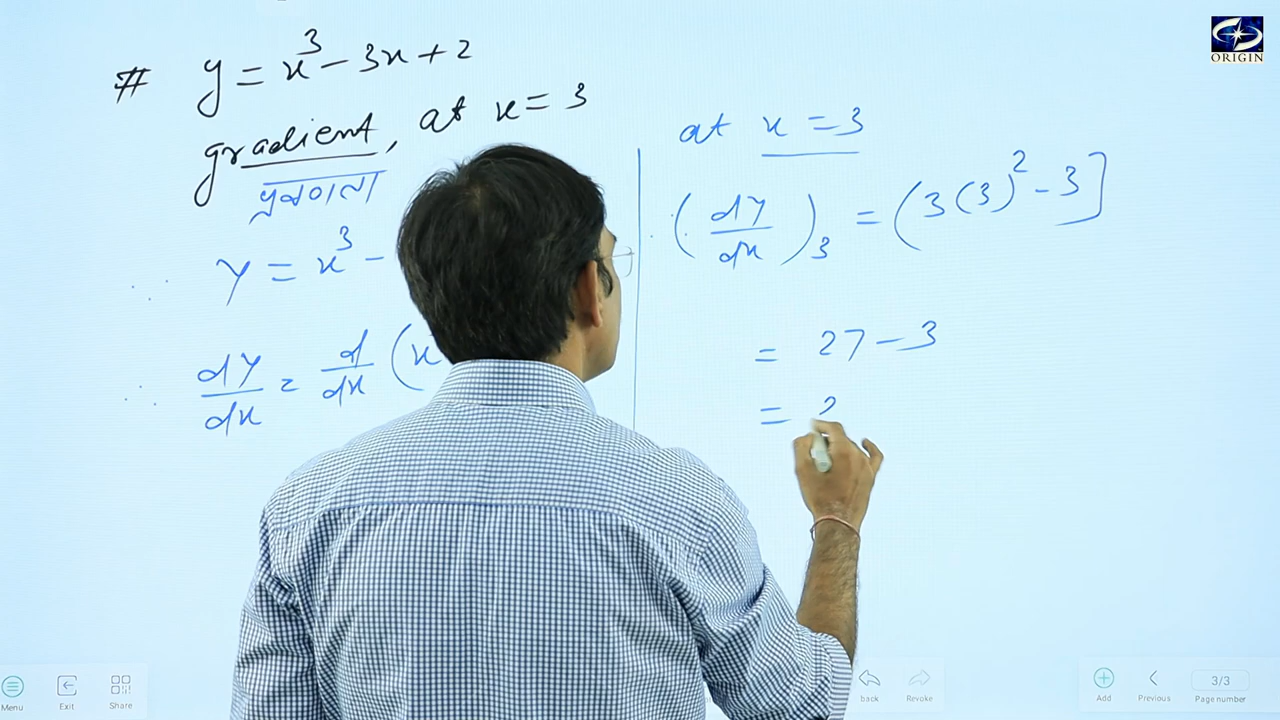 # y = x³ - 3x + 2
gradient, at x = 3
प्रवणता
y = x³ -
dy/dx = d/dx (x
at x = 3
(dy/dx)₃ = (3(3)² - 3]
= 27 - 3
= 2
ORIGIN
Menu
Exit
Share
back
Revoke
Add
Previous
3/3
Page number